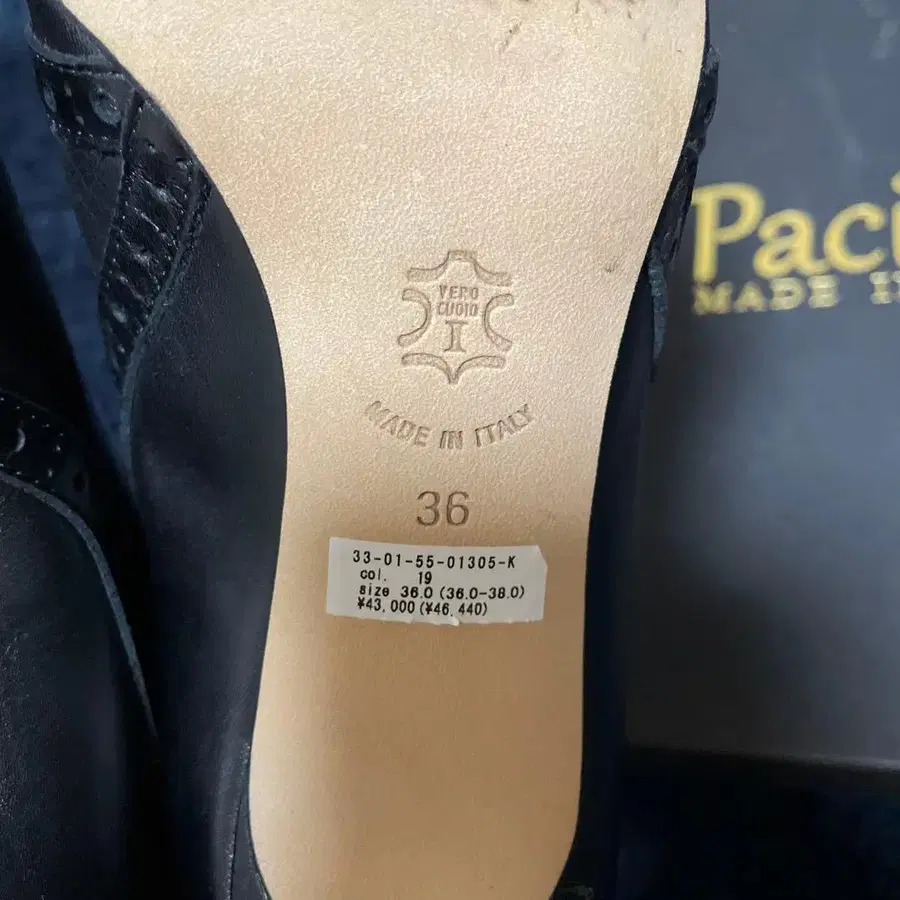 VERO
CUOIO
I
MADE IN ITALY
36
33-01-55-01305-K
col. 19
size 36.0 (36.0-38.0)
¥43,000 (¥46,440)
Paci
MADE I